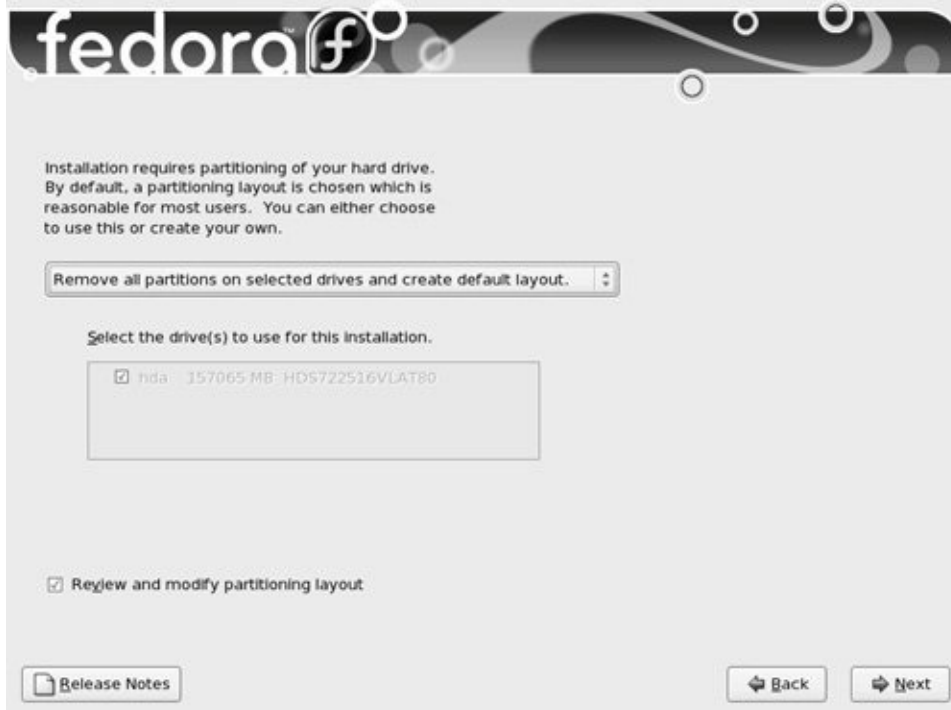 fedora
Installation requires partitioning of your hard drive.
By default, a partitioning layout is chosen which is
reasonable for most users. You can either choose
to use this or create your own.
Remove all partitions on selected drives and create default layout.
Select the drive(s) to use for this installation.
hda 157065 MB HDS722516VLAT80
Review and modify partitioning layout
Release Notes
Back
Next